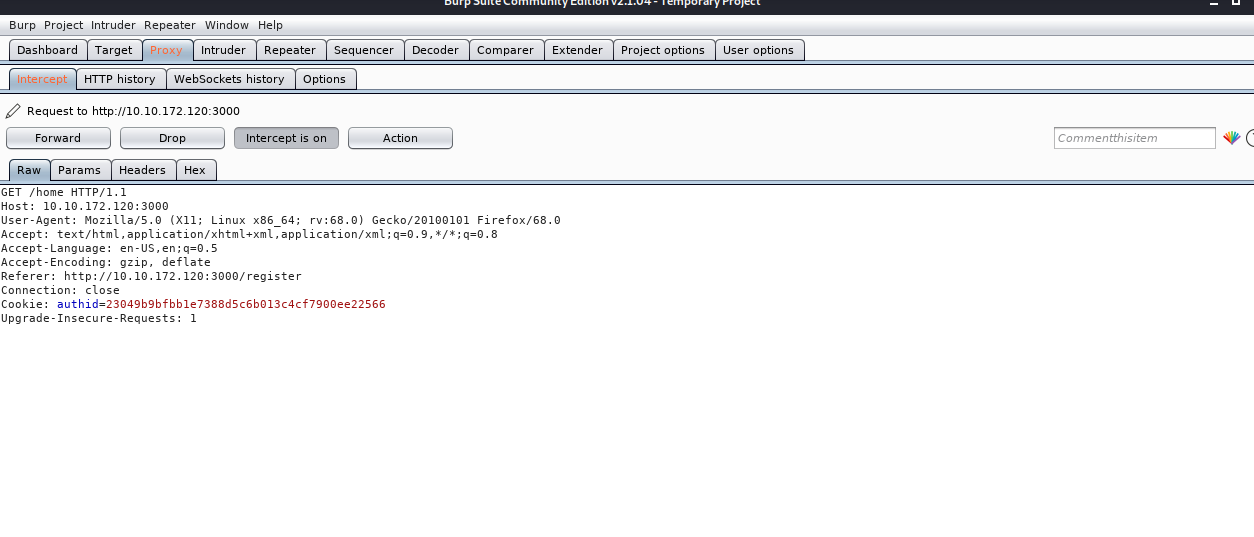 Burp Suite Community Edition v2.1.04 - Temporary Project
Burp Project Intruder Repeater Window Help
Dashboard Target Proxy Intruder Repeater Sequencer Decoder Comparer Extender Project options User options
Intercept HTTP history WebSockets history Options
Request to http://10.10.172.120:3000
Forward Drop Intercept is on Action Commentthisitem
Raw Params Headers Hex
GET /home HTTP/1.1
Host: 10.10.172.120:3000
User-Agent: Mozilla/5.0 (X11; Linux x86_64; rv:68.0) Gecko/20100101 Firefox/68.0
Accept: text/html,application/xhtml+xml,application/xml;q=0.9,*/*;q=0.8
Accept-Language: en-US,en;q=0.5
Accept-Encoding: gzip, deflate
Referer: http://10.10.172.120:3000/register
Connection: close
Cookie: authid=23049b9bfbb1e7388d5c6b013c4cf7900ee22566
Upgrade-Insecure-Requests: 1